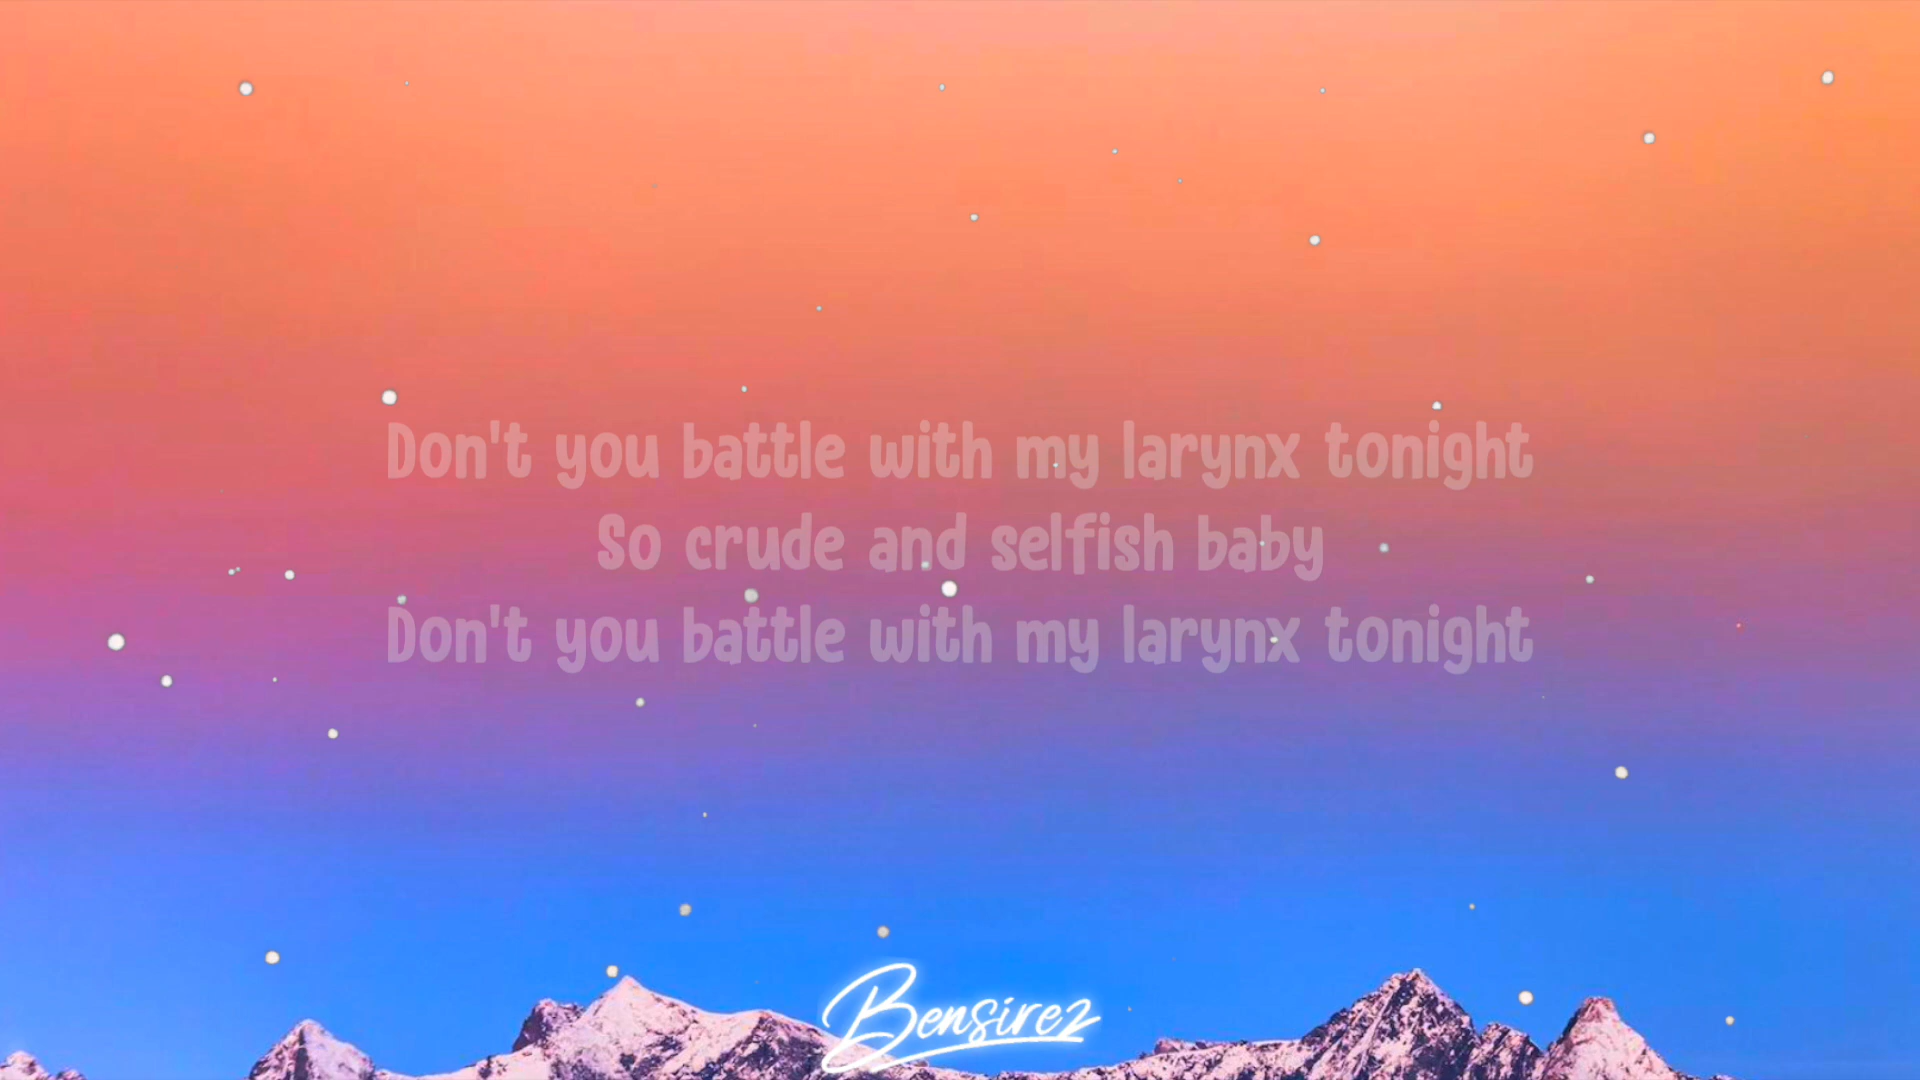 Don't you battle with my larynx tonight
So crude and selfish baby
Don't you battle with my larynx tonight
Bensirez